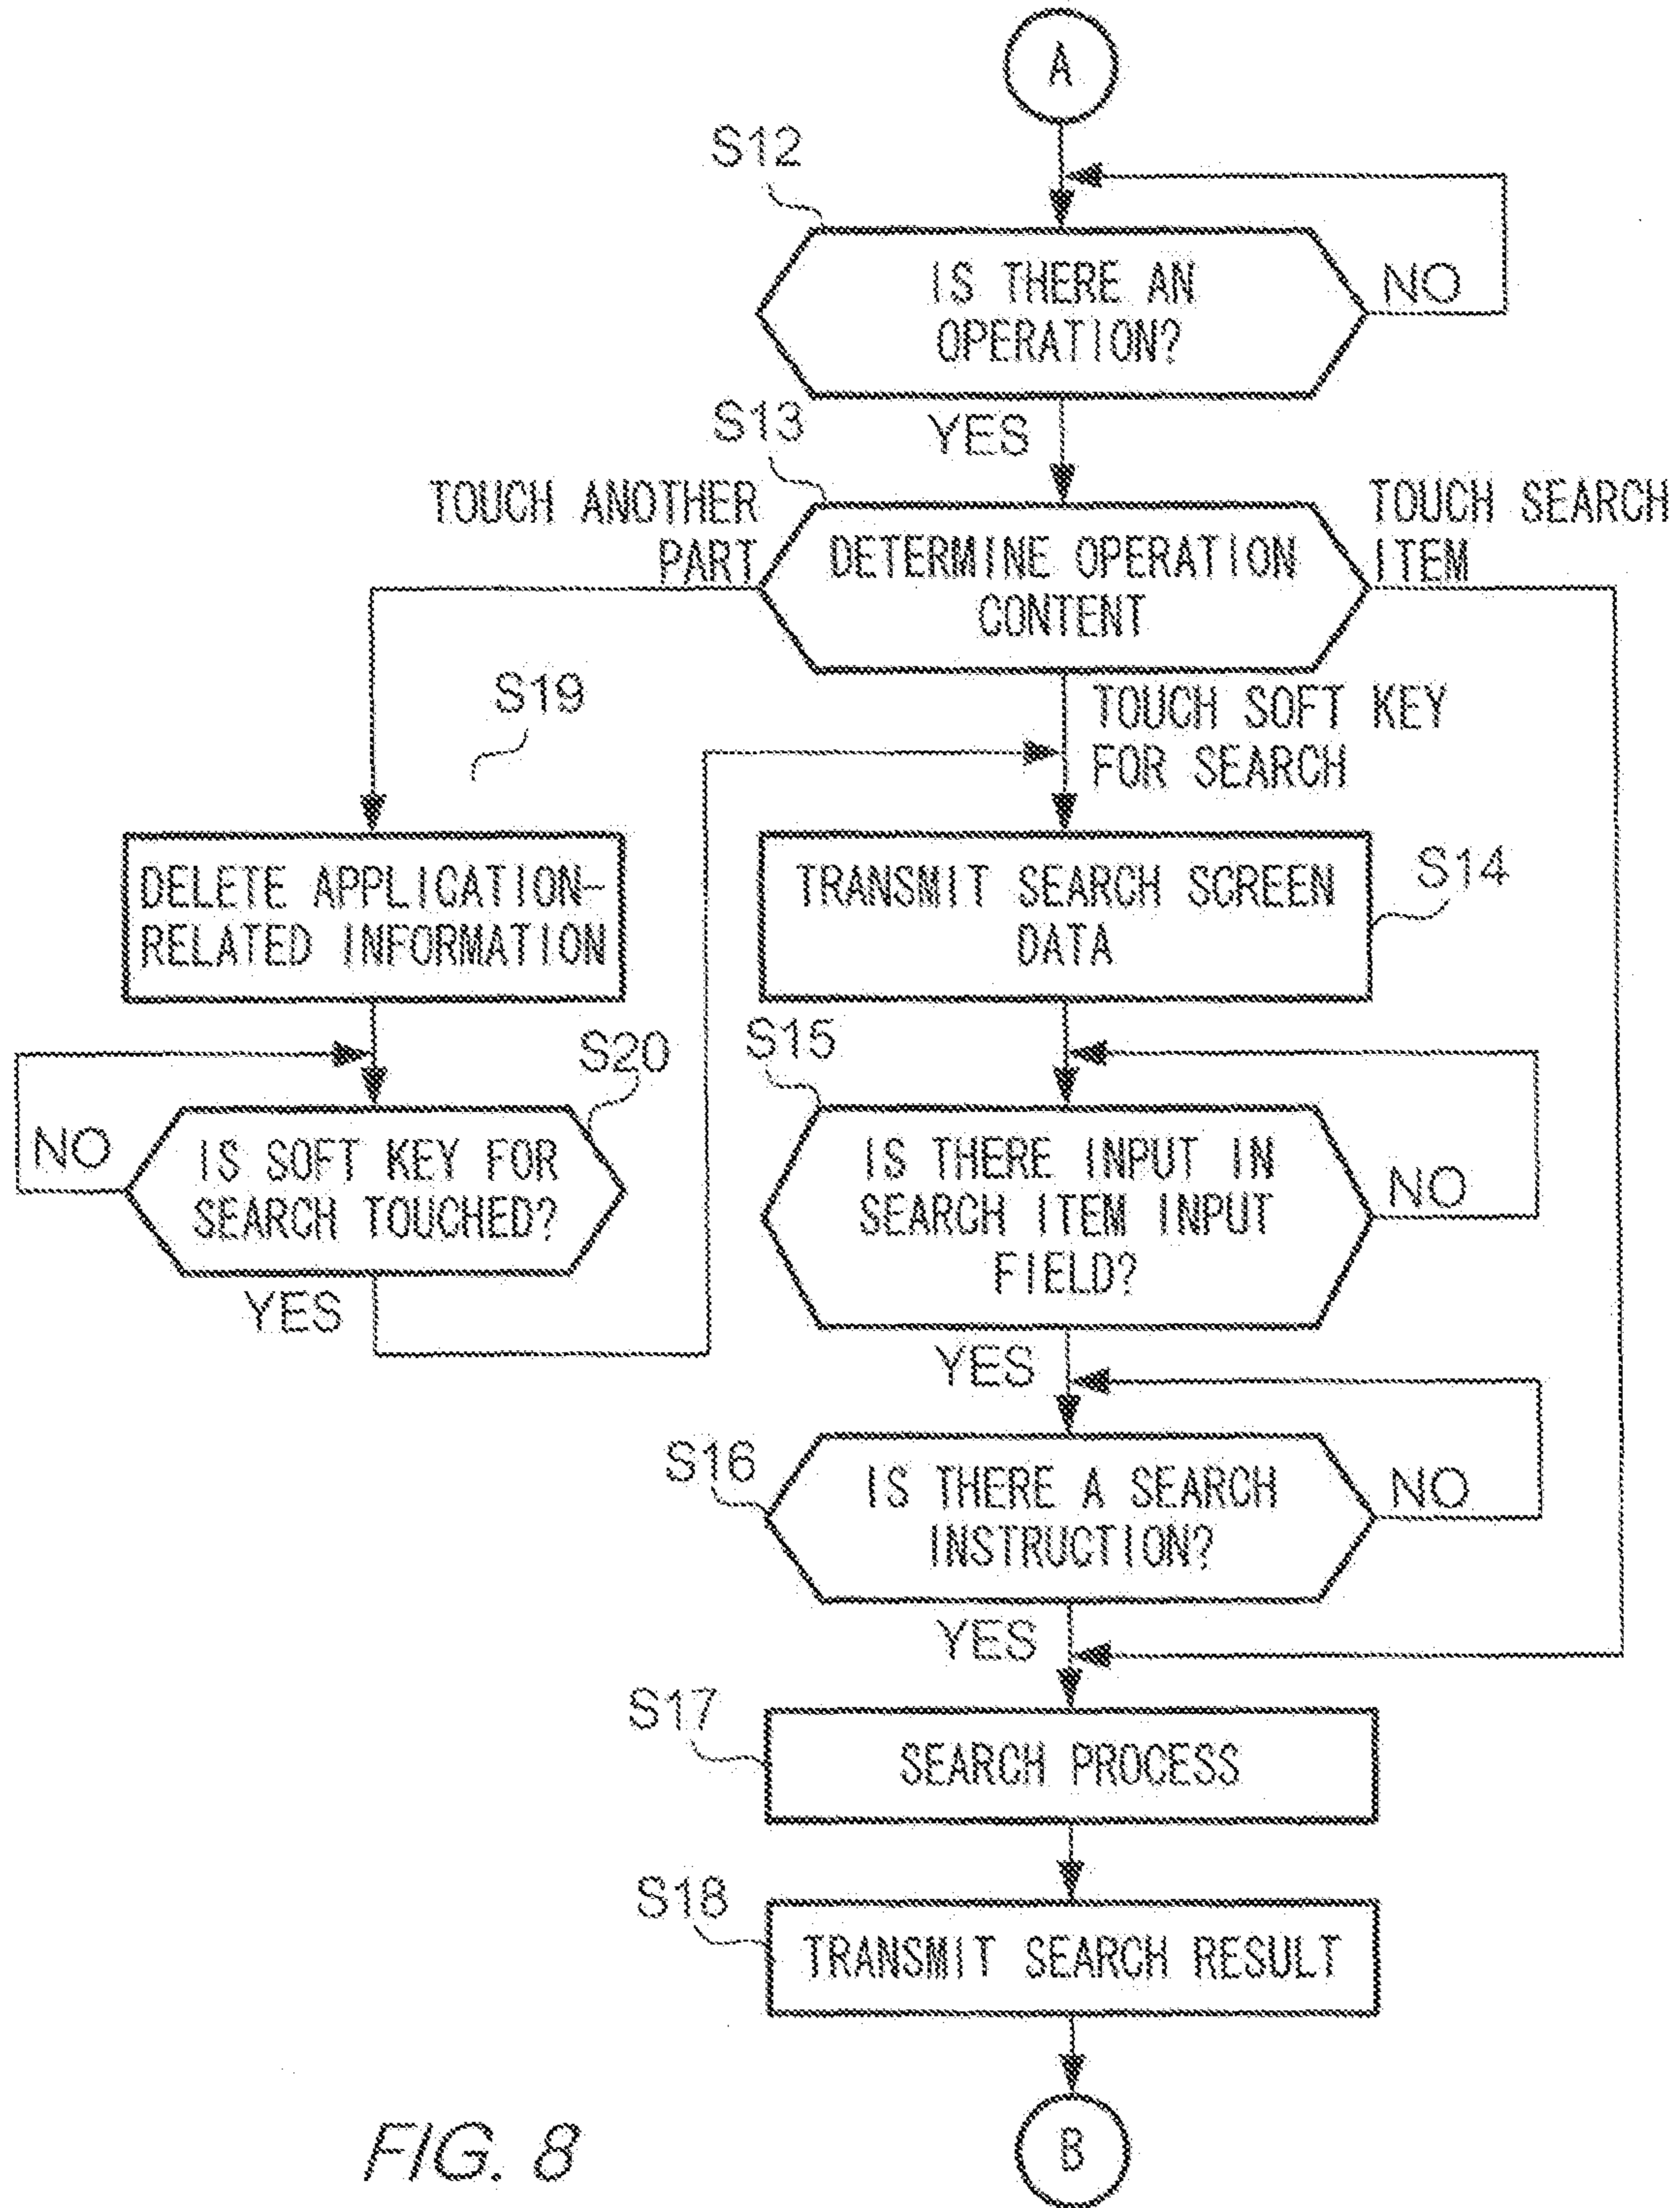 A
S12
IS THERE AN
OPERATION?
NO
YES
S13
TOUCH ANOTHER
PART
DETERMINE OPERATION
CONTENT
TOUCH SEARCH
ITEM
TOUCH SOFT KEY
FOR SEARCH
S19
DELETE APPLICATION-
RELATED INFORMATION
TRANSMIT SEARCH SCREEN
DATA
S14
S20
IS SOFT KEY FOR
SEARCH TOUCHED?
NO
YES
S15
IS THERE INPUT IN
SEARCH ITEM INPUT
FIELD?
NO
YES
S16
IS THERE A SEARCH
INSTRUCTION?
NO
YES
S17
SEARCH PROCESS
S18
TRANSMIT SEARCH RESULT
B
FIG. 8